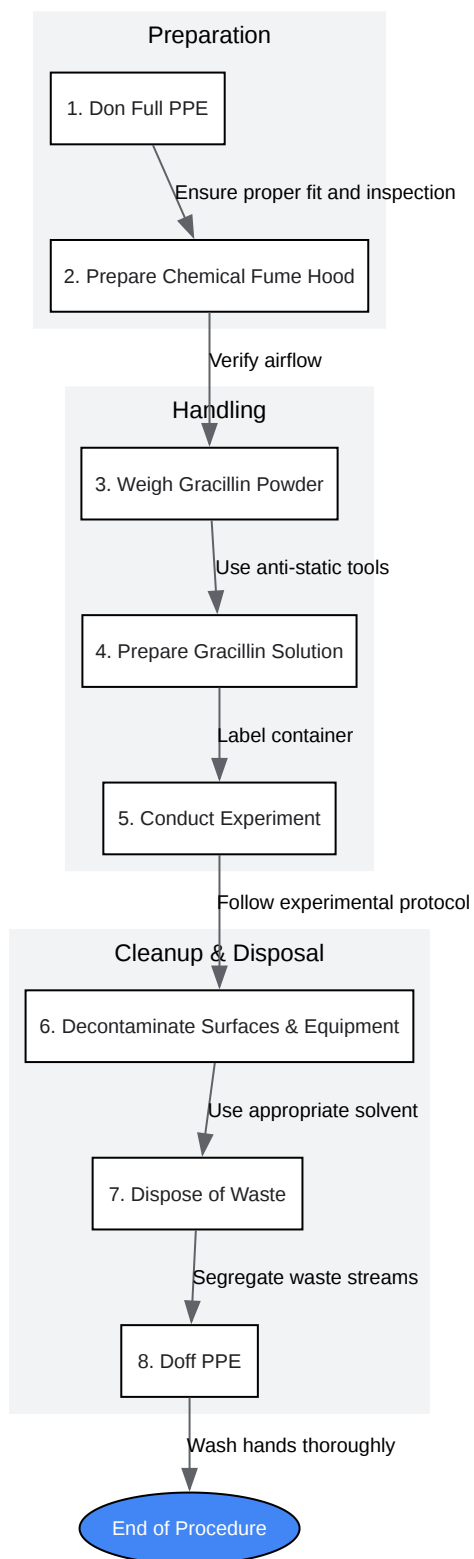 Preparation
1. Don Full PPE
Ensure proper fit and inspection
2. Prepare Chemical Fume Hood
Verify airflow
Handling
3. Weigh Gracillin Powder
Use anti-static tools
4. Prepare Gracillin Solution
Label container
5. Conduct Experiment
Follow experimental protocol
Cleanup & Disposal
6. Decontaminate Surfaces & Equipment
Use appropriate solvent
7. Dispose of Waste
Segregate waste streams
8. Doff PPE
Wash hands thoroughly
End of Procedure